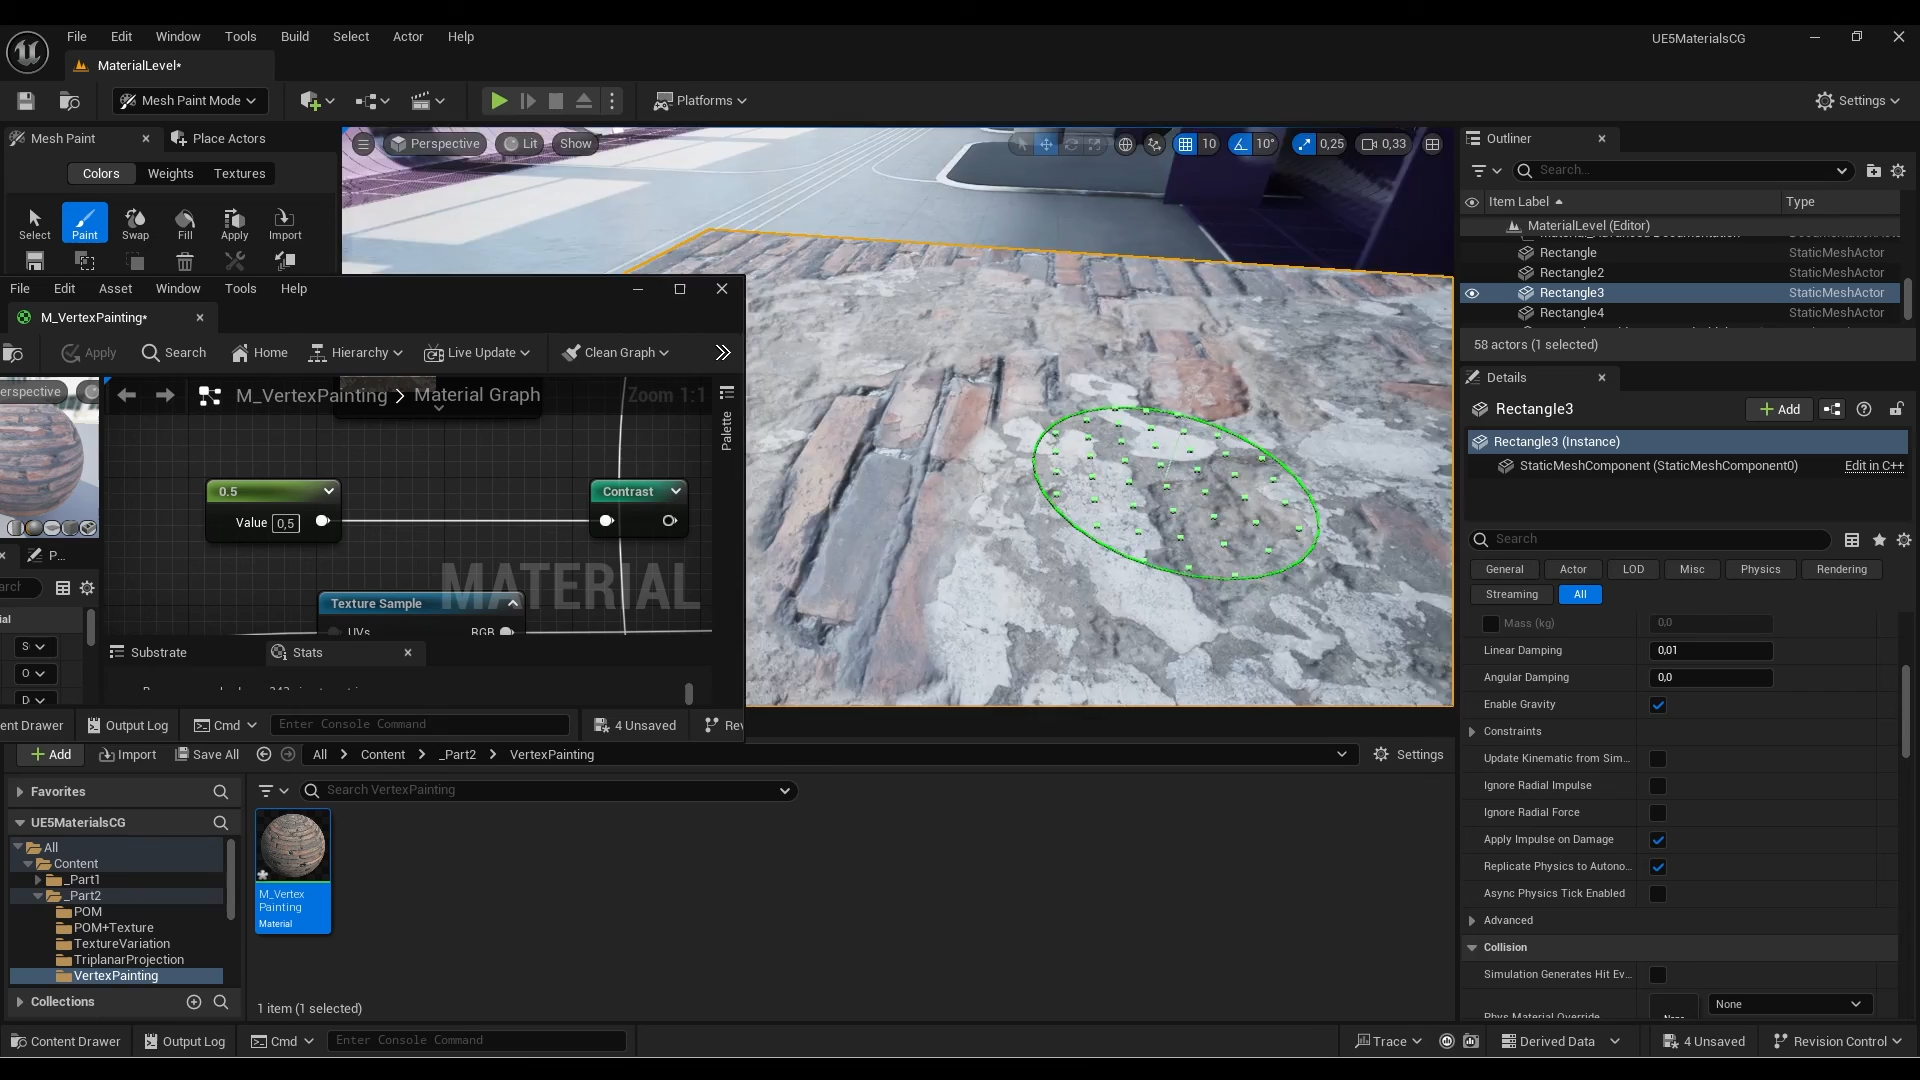 File Edit Window Tools Build Select Actor Help
UE5MaterialsCG
MaterialLevel*
Mesh Paint Mode
Platforms
Settings
Mesh Paint
Place Actors
Colors Weights Textures
Select Paint Swap Fill Apply Import
Perspective Lit Show
10 10° 0,25 0,33
Outliner
Search...
Item Label Type
MaterialLevel (Editor)
Rectangle StaticMeshActor
Rectangle2 StaticMeshActor
Rectangle3 StaticMeshActor
Rectangle4 StaticMeshActor
58 actors (1 selected)
File Edit Asset Window Tools Help
M_VertexPainting*
Apply Search Home Hierarchy Live Update Clean Graph
erspective
M_VertexPainting > Material Graph
Zoom 1:1
Palette
0.5
Value 0,5
Contrast
MATERIAL
Texture Sample
UVs RGB
P...
arch
ial
S
O
D
Substrate Stats
ent Drawer Output Log Cmd Enter Console Command 4 Unsaved Rev
Details
Rectangle3
Add
Rectangle3 (Instance)
StaticMeshComponent (StaticMeshComponent0) Edit in C++
Search
General Actor LOD Misc Physics Rendering
Streaming All
Mass (kg) 0,0
Linear Damping 0,01
Angular Damping 0,0
Enable Gravity
Constraints
Update Kinematic from Sim...
Ignore Radial Impulse
Ignore Radial Force
Apply Impulse on Damage
Replicate Physics to Autono...
Async Physics Tick Enabled
Advanced
Collision
Simulation Generates Hit Ev...
Phys Material Override None
None
Add Import Save All All > Content > _Part2 > VertexPainting Settings
Favorites
Search VertexPainting
UE5MaterialsCG
All
Content
_Part1
_Part2
POM
POM+Texture
TextureVariation
TriplanarProjection
VertexPainting
Collections
M_Vertex
Painting
Material
1 item (1 selected)
Content Drawer Output Log Cmd Enter Console Command Trace Derived Data 4 Unsaved Revision Control